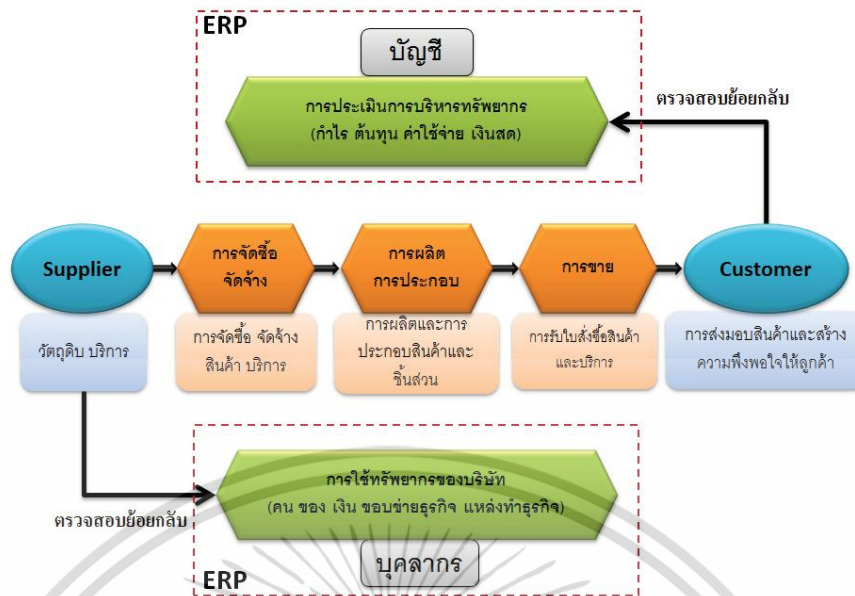 ERP
บัญชี
การประเมินการบริหารทรัพยากร
(กำไร ต้นทุน ค่าใช้จ่าย เงินสด)
ตรวจสอบย้อยกลับ
Supplier
การจัดซื้อ
จัดจ้าง
การผลิต
การประกอบ
การขาย
Customer
วัตถุดิบ บริการ
การจัดซื้อ จัดจ้าง
สินค้า บริการ
การผลิตและการ
ประกอบสินค้าและ
ชิ้นส่วน
การรับใบสั่งซื้อสินค้า
และบริการ
การส่งมอบสินค้าและสร้าง
ความพึงพอใจให้ลูกค้า
การใช้ทรัพยากรของบริษัท
(คน ของ เงิน ขอบข่ายธุรกิจ แหล่งทำธุรกิจ)
ตรวจสอบย้อยกลับ
บุคลากร
ERP